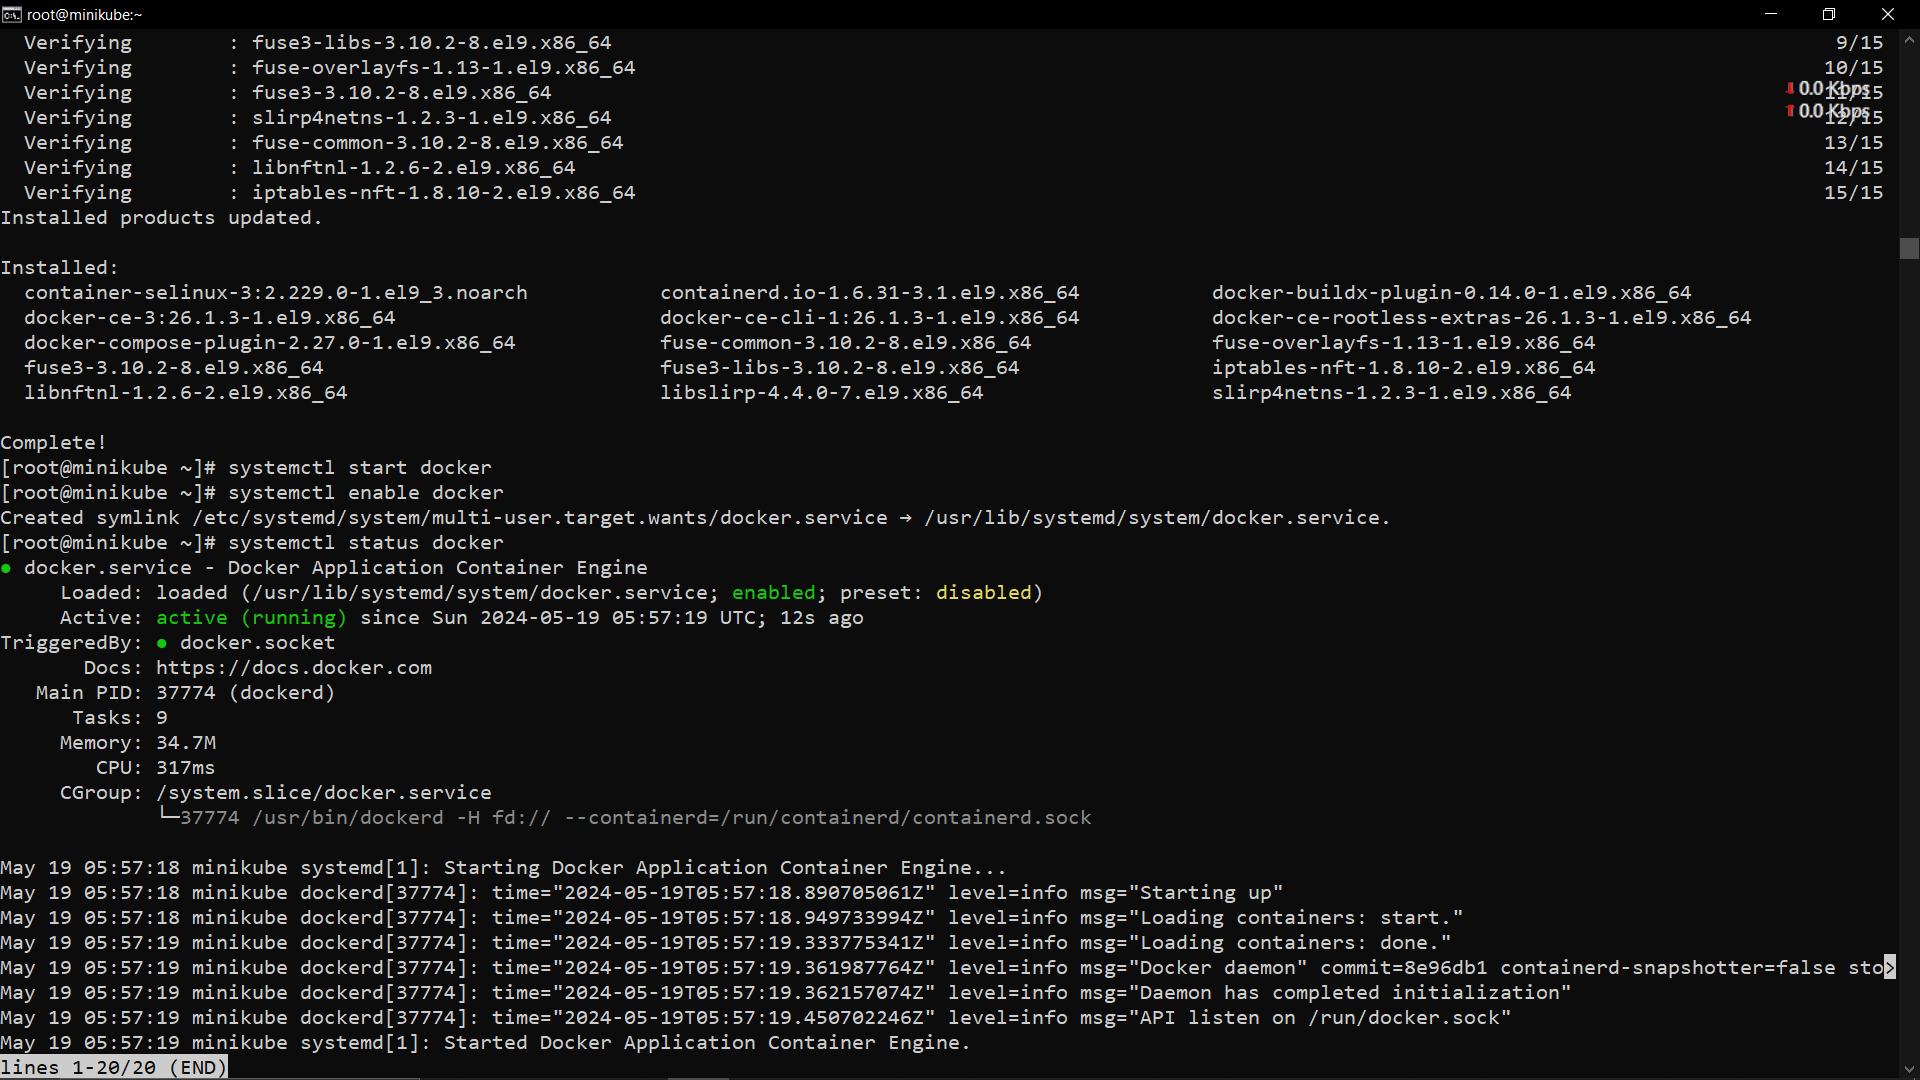 root@minikube:~
Verifying : fuse3-libs-3.10.2-8.el9.x86_64 9/15
Verifying : fuse-overlayfs-1.13-1.el9.x86_64 10/15
Verifying : fuse3-3.10.2-8.el9.x86_64 11/15
0.0 Kbps
Verifying : slirp4netns-1.2.3-1.el9.x86_64 12/15
0.0 Kbps
Verifying : fuse-common-3.10.2-8.el9.x86_64 13/15
Verifying : libnftnl-1.2.6-2.el9.x86_64 14/15
Verifying : iptables-nft-1.8.10-2.el9.x86_64 15/15
Installed products updated.
Installed:
container-selinux-3:2.229.0-1.el9_3.noarch containerd.io-1.6.31-3.1.el9.x86_64 docker-buildx-plugin-0.14.0-1.el9.x86_64
docker-ce-3:26.1.3-1.el9.x86_64 docker-ce-cli-1:26.1.3-1.el9.x86_64 docker-ce-rootless-extras-26.1.3-1.el9.x86_64
docker-compose-plugin-2.27.0-1.el9.x86_64 fuse-common-3.10.2-8.el9.x86_64 fuse-overlayfs-1.13-1.el9.x86_64
fuse3-3.10.2-8.el9.x86_64 fuse3-libs-3.10.2-8.el9.x86_64 iptables-nft-1.8.10-2.el9.x86_64
libnftnl-1.2.6-2.el9.x86_64 libslirp-4.4.0-7.el9.x86_64 slirp4netns-1.2.3-1.el9.x86_64
Complete!
[root@minikube ~]# systemctl start docker
[root@minikube ~]# systemctl enable docker
Created symlink /etc/systemd/system/multi-user.target.wants/docker.service → /usr/lib/systemd/system/docker.service.
[root@minikube ~]# systemctl status docker
● docker.service - Docker Application Container Engine
Loaded: loaded (/usr/lib/systemd/system/docker.service; enabled; preset: disabled)
Active: active (running) since Sun 2024-05-19 05:57:19 UTC; 12s ago
TriggeredBy: ● docker.socket
Docs: https://docs.docker.com
Main PID: 37774 (dockerd)
Tasks: 9
Memory: 34.7M
CPU: 317ms
CGroup: /system.slice/docker.service
└─37774 /usr/bin/dockerd -H fd:// --containerd=/run/containerd/containerd.sock
May 19 05:57:18 minikube systemd[1]: Starting Docker Application Container Engine...
May 19 05:57:18 minikube dockerd[37774]: time="2024-05-19T05:57:18.890705061Z" level=info msg="Starting up"
May 19 05:57:18 minikube dockerd[37774]: time="2024-05-19T05:57:18.949733994Z" level=info msg="Loading containers: start."
May 19 05:57:19 minikube dockerd[37774]: time="2024-05-19T05:57:19.333775341Z" level=info msg="Loading containers: done."
May 19 05:57:19 minikube dockerd[37774]: time="2024-05-19T05:57:19.361987764Z" level=info msg="Docker daemon" commit=8e96db1 containerd-snapshotter=false sto>
May 19 05:57:19 minikube dockerd[37774]: time="2024-05-19T05:57:19.362157074Z" level=info msg="Daemon has completed initialization"
May 19 05:57:19 minikube dockerd[37774]: time="2024-05-19T05:57:19.450702246Z" level=info msg="API listen on /run/docker.sock"
May 19 05:57:19 minikube systemd[1]: Started Docker Application Container Engine.
lines 1-20/20 (END)